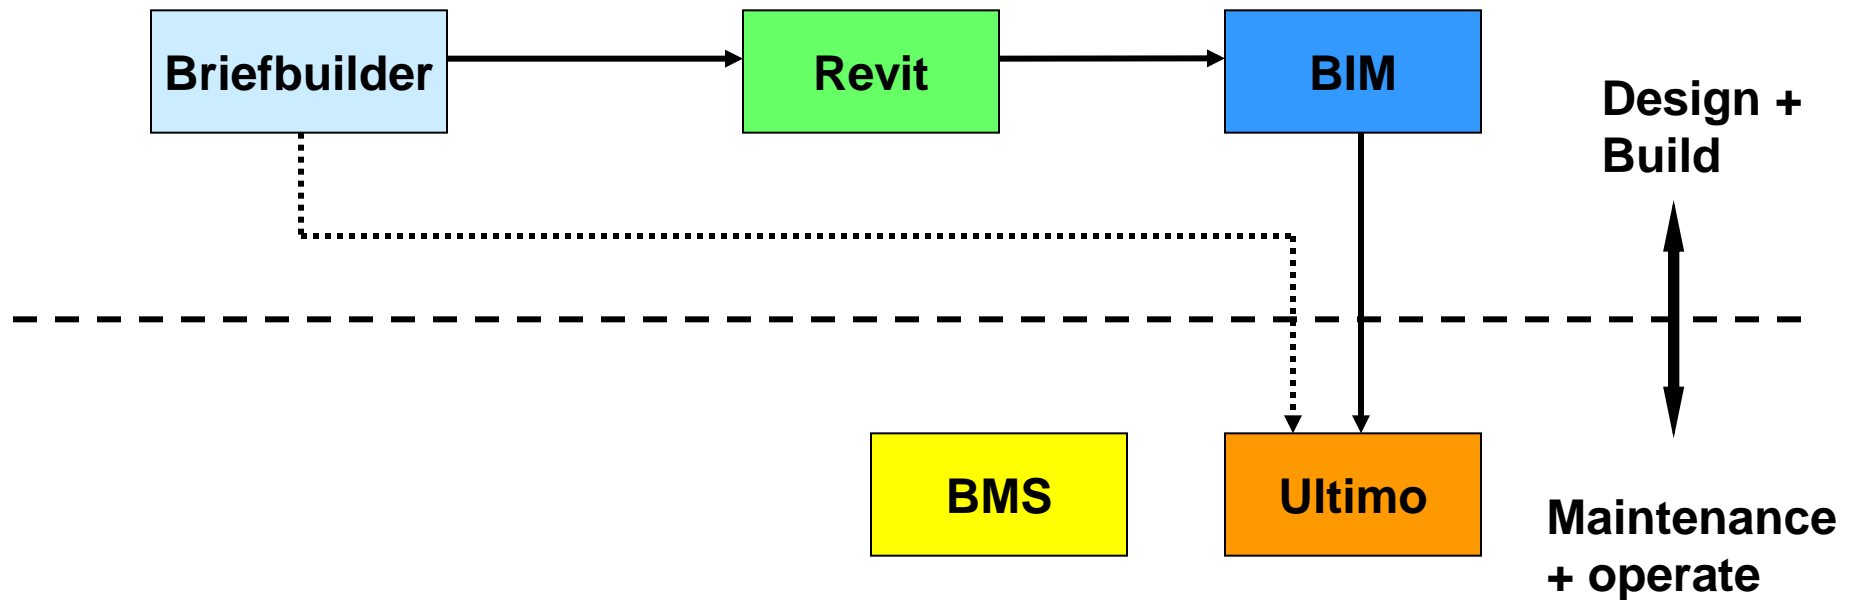 Briefbuilder
Revit
BIM
Design +
Build
BMS
Ultimo
Maintenance
+ operate